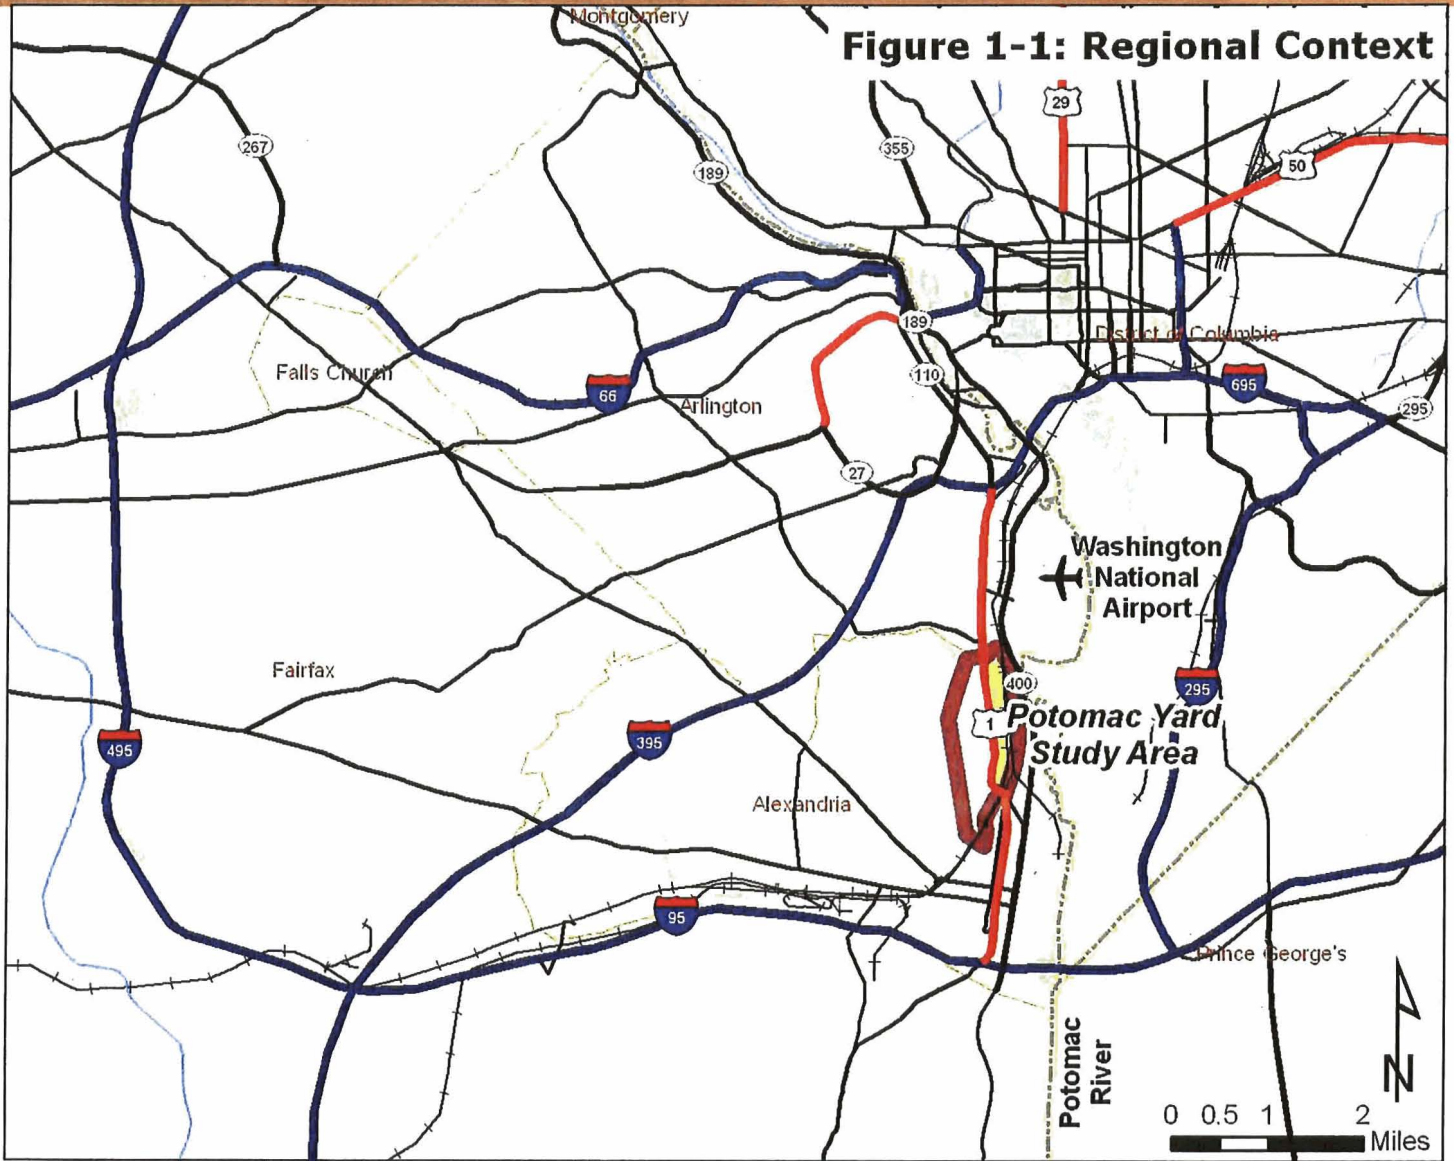 Montgomery
Figure 1-1: Regional Context
29
267
355
50
189
189
District of Columbia
Falls Church
110
695
66
Arlington
295
27
Washington
National
Airport
Fairfax
400
295
1
Potomac Yard
Study Area
495
395
Alexandria
95
Prince George's
Potomac
River
N
0 0.5 1 2
Miles